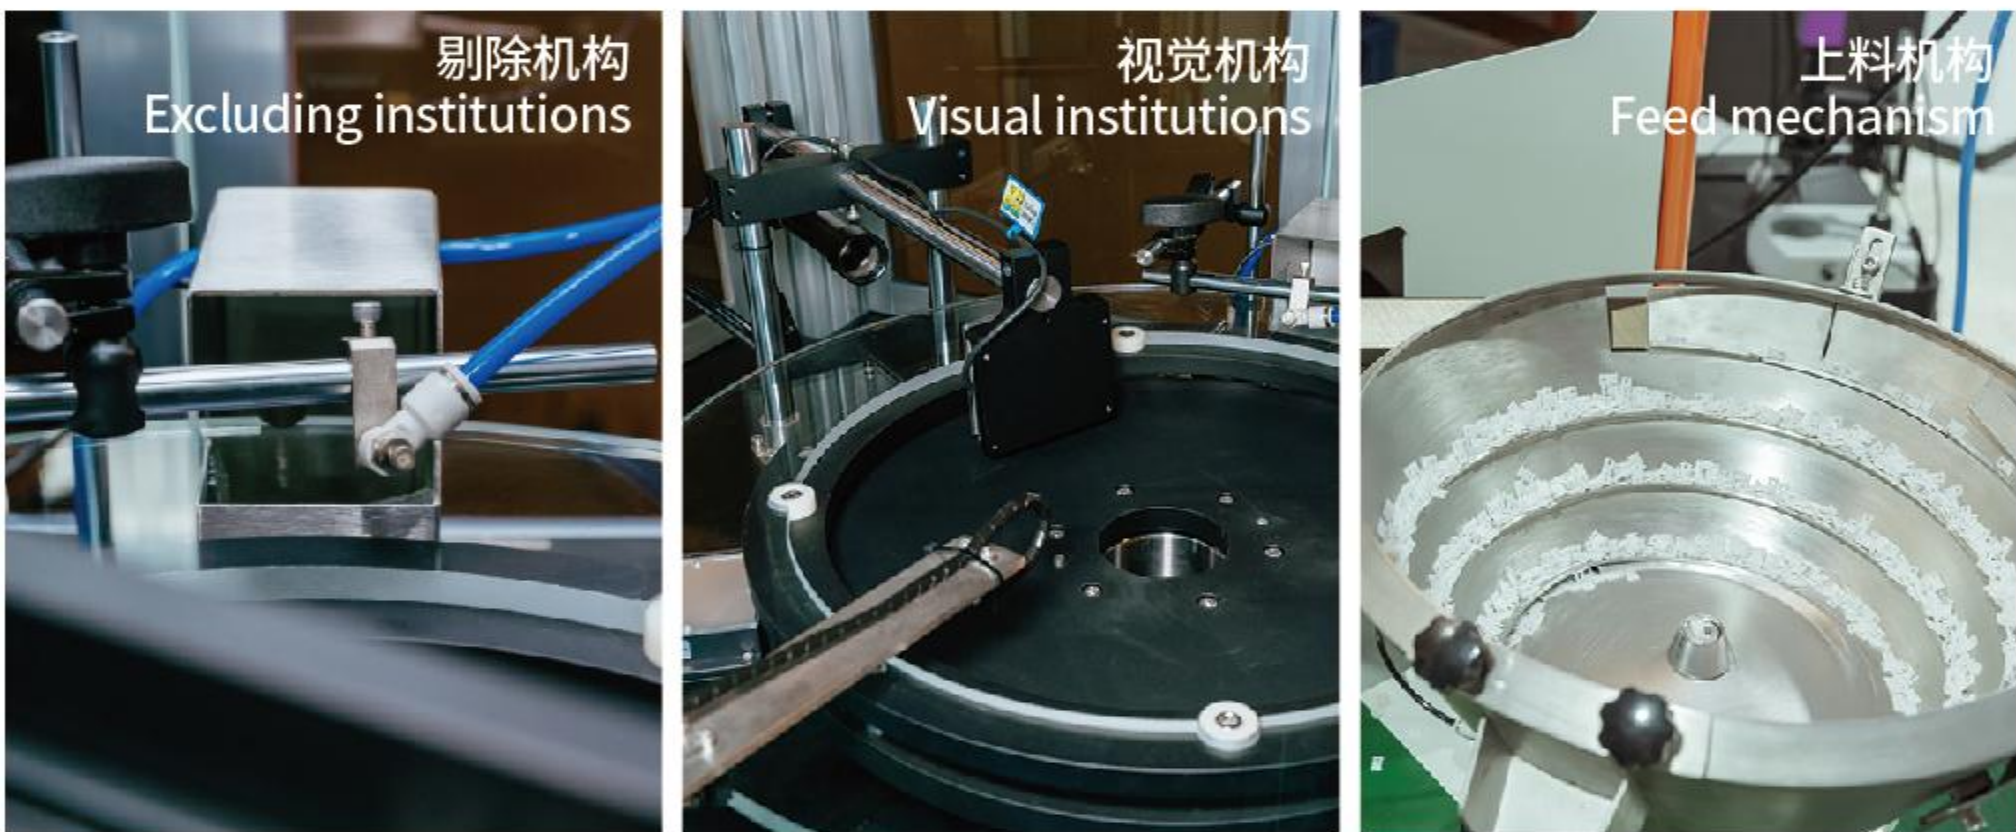 剔除机构
Excluding institutions
视觉机构
Visual institutions
上料机构
Feed mechanism